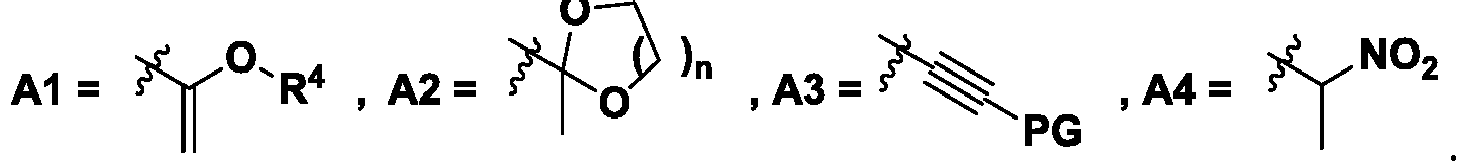 A1 = O R⁴ , A2 = O O ( )n , A3 = PG , A4 = NO₂ .